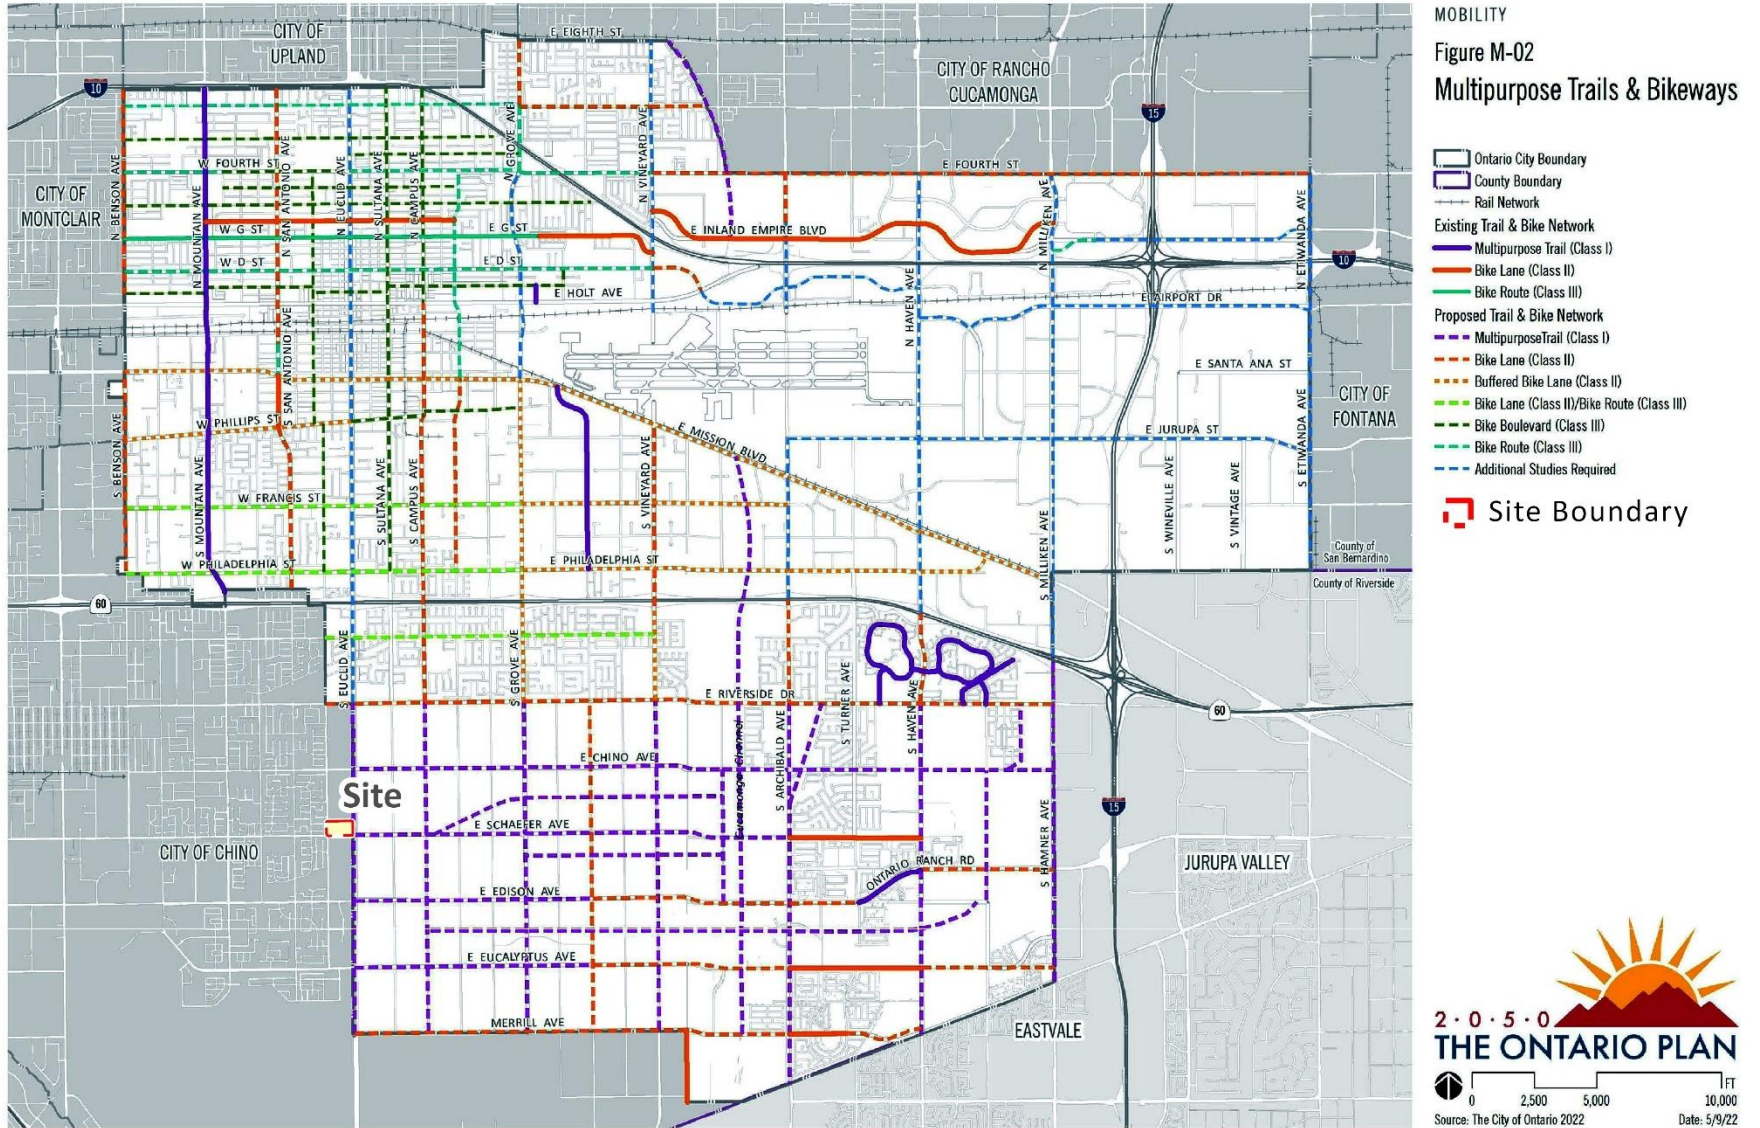 CITY OF
UPLAND
E EIGHTH ST
CITY OF RANCHO
CUCAMONGA
10
15
N GROVE AVE
N VINEYARD AVE
N BENSON AVE
W FOURTH ST
E FOURTH ST
CITY OF
MONTCLAIR
N MOUNTAIN AVE
N SAN ANTONIO AVE
N EUCLID AVE
N SULTANA AVE
N CAMPUS AVE
N MILLIKEN AVE
N ETIWANDA AVE
W G ST
E G ST
E INLAND EMPIRE BLVD
W D ST
E D ST
10
E HOLT AVE
N HAVEN AVE
E AIRPORT DR
S SAN ANTONIO AVE
E SANTA ANA ST
CITY OF
FONTANA
S BENSON AVE
W PHILLIPS ST
E MISSION BLVD
E JURUPA ST
S ETIWANDA AVE
S MOUNTAIN AVE
S SULTANA AVE
S CAMPUS AVE
S VINEYARD AVE
W FRANCIS ST
S MILLIKEN AVE
S WINEVILLE AVE
S VINTAGE AVE
W PHILADELPHIA ST
E PHILADELPHIA ST
County of
San Bernardino
County of Riverside
60
S EUCLID AVE
S GROVE AVE
E RIVERSIDE DR
S TURNER AVE
S HAVEN AVE
60
E CHINO AVE
Cucamonga Channel
S ARCHIBALD AVE
Site
15
E SCHAEFER AVE
CITY OF CHINO
S HAMNER AVE
JURUPA VALLEY
ONTARIO RANCH RD
E EDISON AVE
E EUCALYPTUS AVE
MERRILL AVE
EASTVALE
MOBILITY
Figure M-02
Multipurpose Trails & Bikeways
Ontario City Boundary
County Boundary
Rail Network
Existing Trail & Bike Network
Multipurpose Trail (Class I)
Bike Lane (Class II)
Bike Route (Class III)
Proposed Trail & Bike Network
MultipurposeTrail (Class I)
Bike Lane (Class II)
Buffered Bike Lane (Class II)
Bike Lane (Class II)/Bike Route (Class III)
Bike Boulevard (Class III)
Bike Route (Class III)
Additional Studies Required
Site Boundary
2·0·5·0
THE ONTARIO PLAN
FT
0 2,500 5,000 10,000
Source: The City of Ontario 2022 Date: 5/9/22